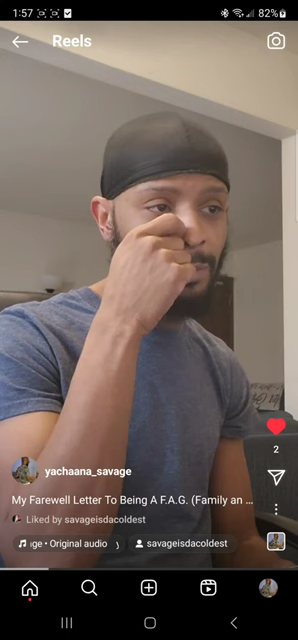 1:57
82%
Reels
2
yachaana_savage
My Farewell Letter To Being A F.A.G. (Family an ...
Liked by savageisdacoldest
ıge • Original audio
savageisdacoldest